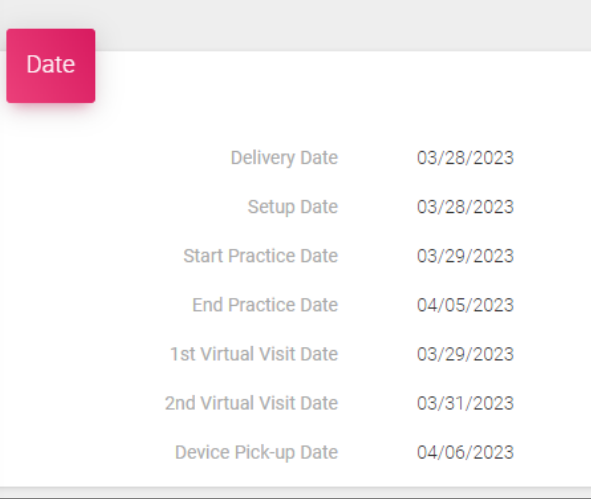 Date
Delivery Date 03/28/2023
Setup Date 03/28/2023
Start Practice Date 03/29/2023
End Practice Date 04/05/2023
1st Virtual Visit Date 03/29/2023
2nd Virtual Visit Date 03/31/2023
Device Pick-up Date 04/06/2023